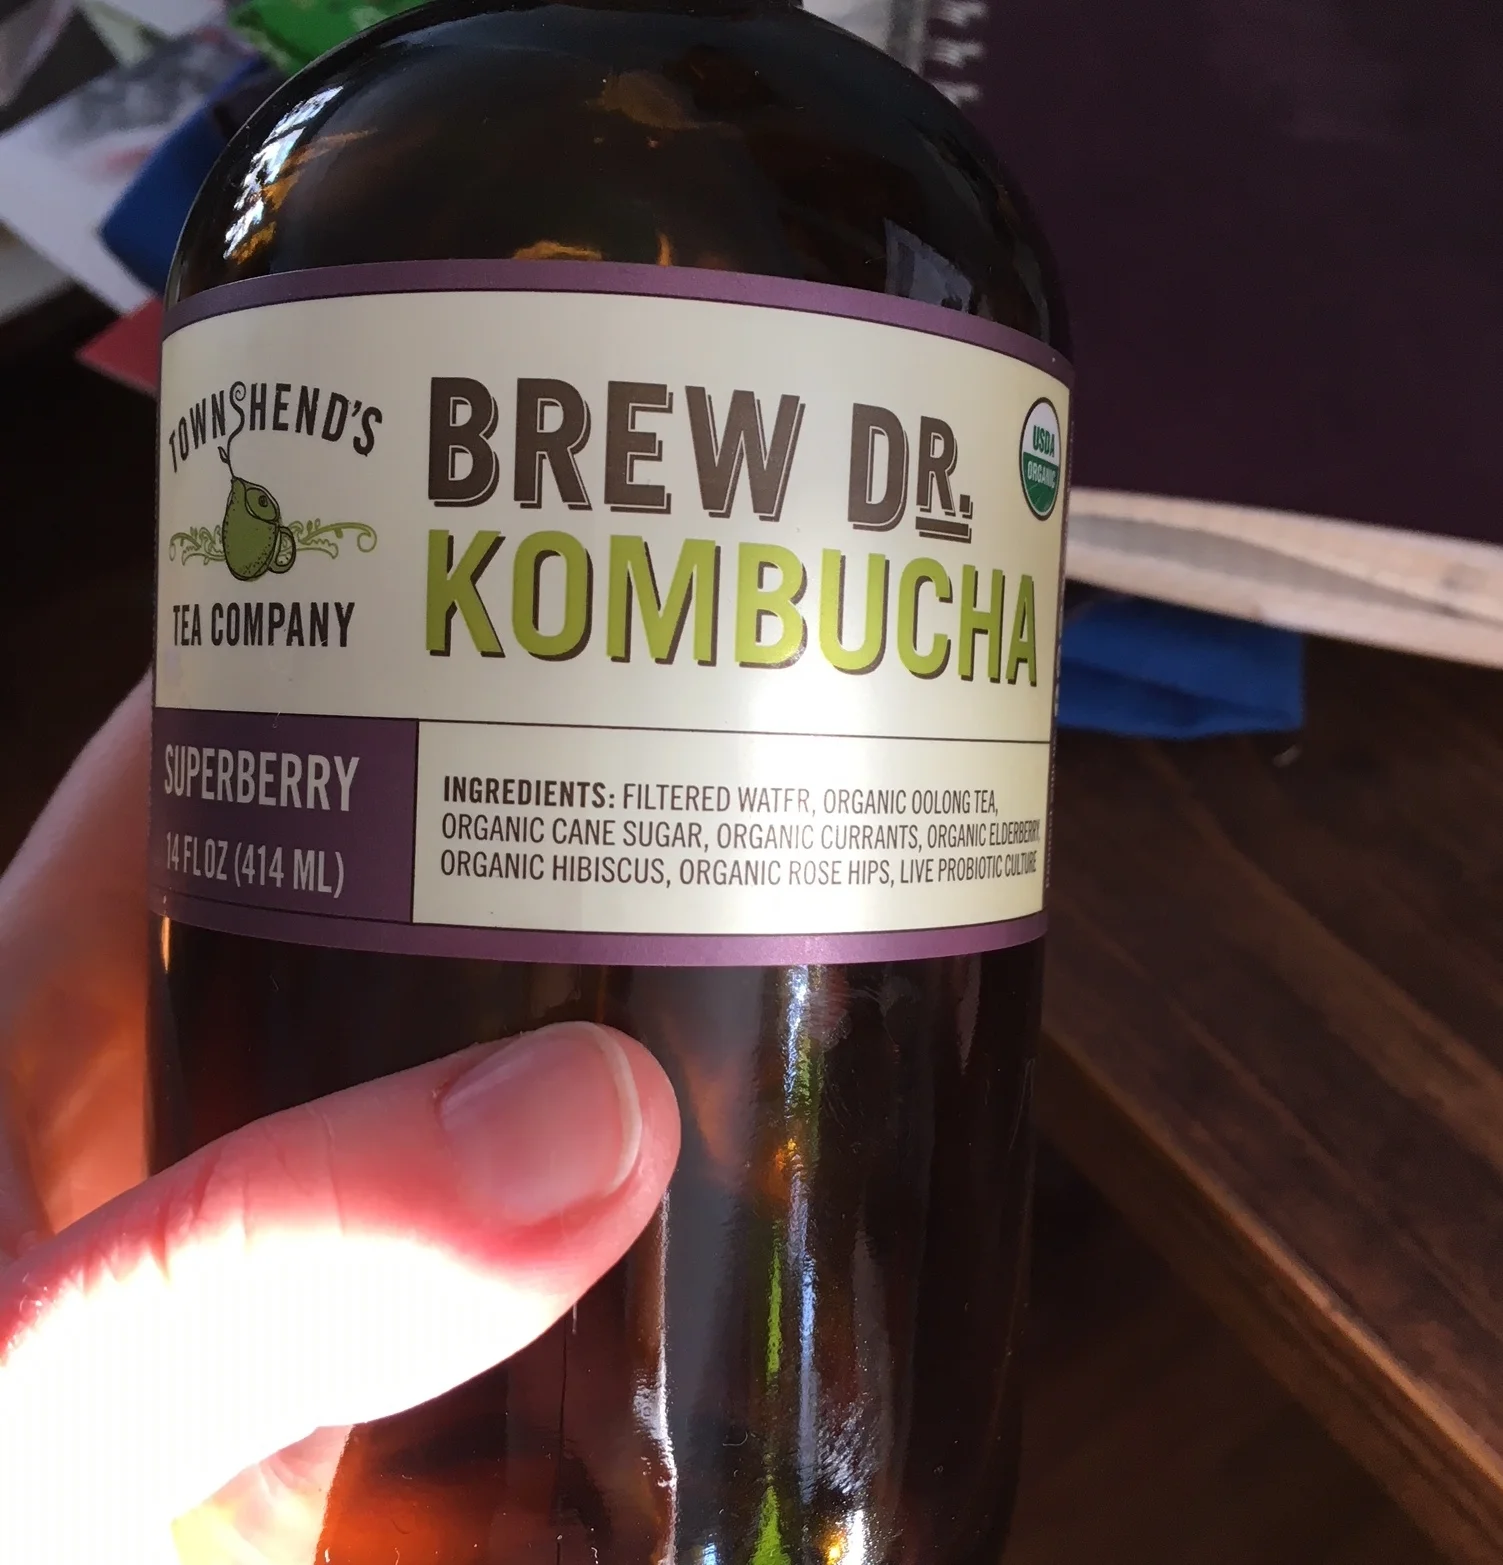 TOWNSHEND'S
TEA COMPANY
BREW DR.
KOMBUCHA
USDA
ORGANIC
SUPERBERRY
14 FL OZ (414 ML)
INGREDIENTS: FILTERED WATER, ORGANIC OOLONG TEA,
ORGANIC CANE SUGAR, ORGANIC CURRANTS, ORGANIC ELDERBERRY,
ORGANIC HIBISCUS, ORGANIC ROSE HIPS, LIVE PROBIOTIC CULTURE